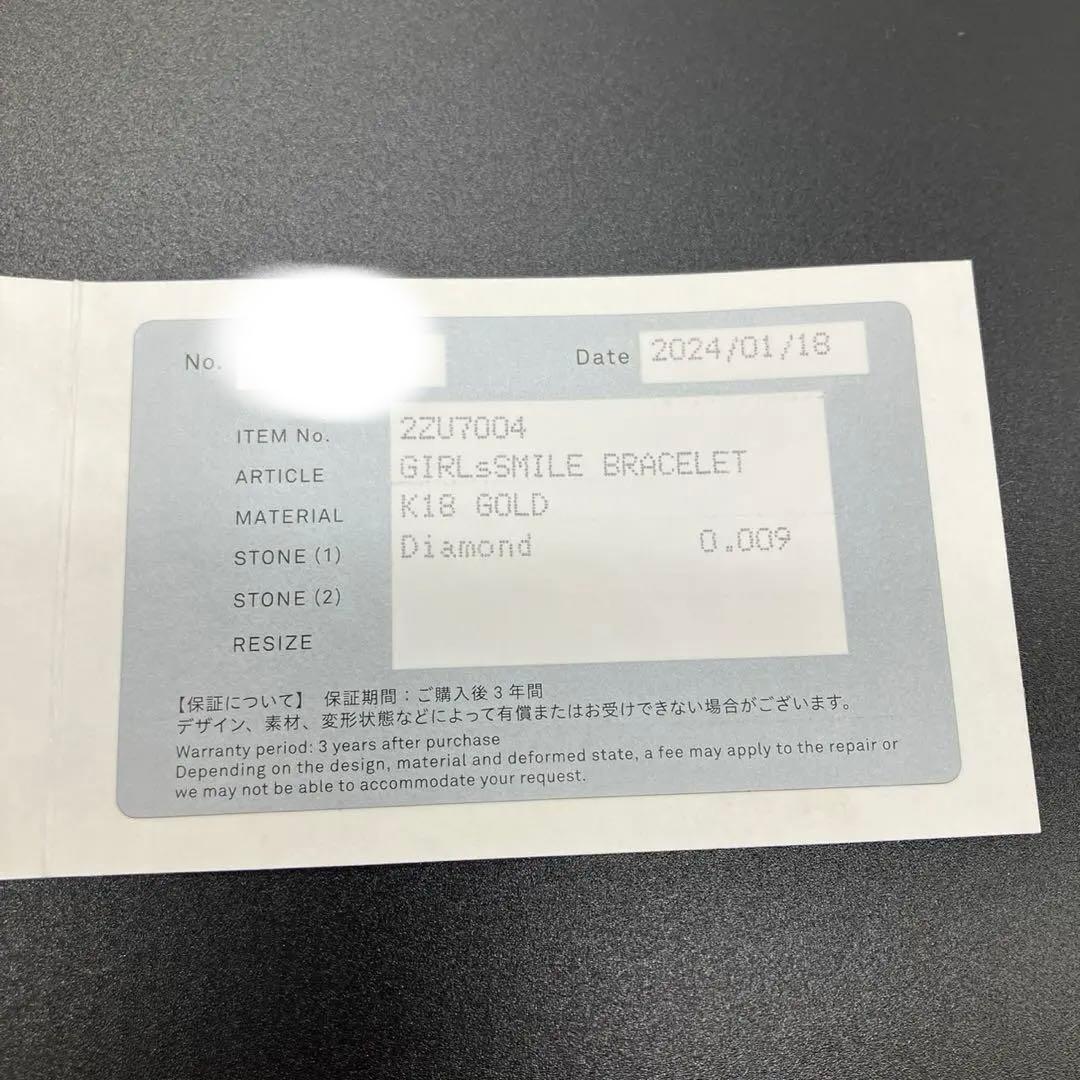 No.
Date 2024/01/18
ITEM No. 2ZU7004
ARTICLE GIRLsSMILE BRACELET
MATERIAL K18 GOLD
STONE (1) Diamond 0.009
STONE (2)
RESIZE
【保証について】 保証期間：ご購入後3年間
デザイン、素材、変形状態などによって有償またはお受けできない場合がございます。
Warranty period: 3 years after purchase
Depending on the design, material and deformed state, a fee may apply to the repair or
we may not be able to accommodate your request.